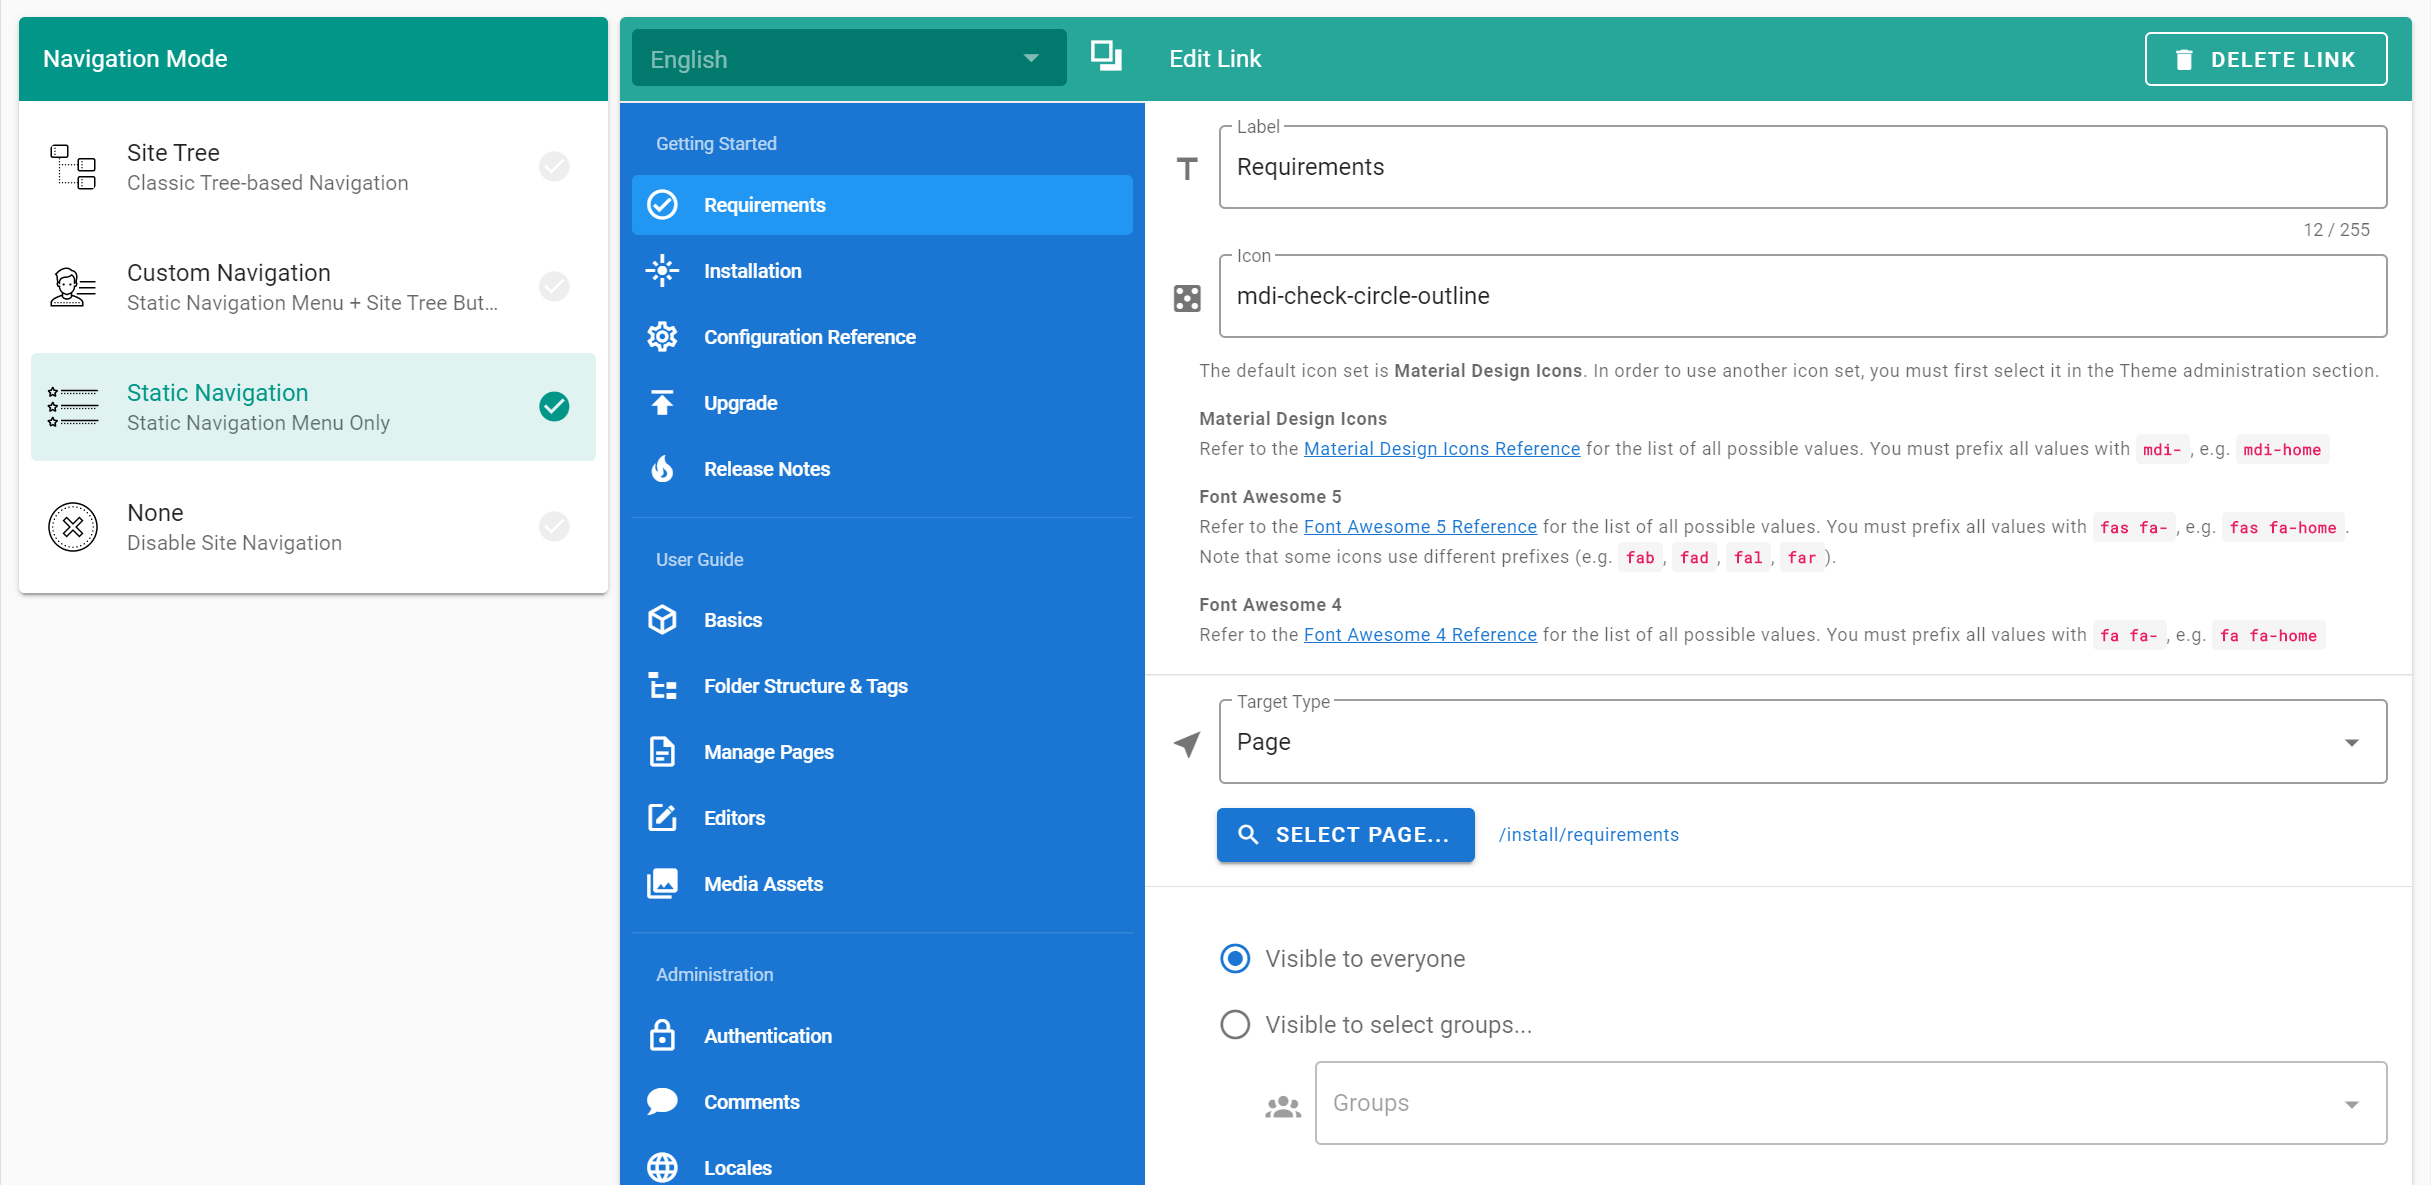 Navigation Mode
Site Tree
Classic Tree-based Navigation
Custom Navigation
Static Navigation Menu + Site Tree But...
Static Navigation
Static Navigation Menu Only
None
Disable Site Navigation
English
Edit Link
DELETE LINK
Getting Started
Requirements
Installation
Configuration Reference
Upgrade
Release Notes
User Guide
Basics
Folder Structure & Tags
Manage Pages
Editors
Media Assets
Administration
Authentication
Comments
Locales
Label
Requirements
12 / 255
Icon
mdi-check-circle-outline
The default icon set is Material Design Icons. In order to use another icon set, you must first select it in the Theme administration section.
Material Design Icons
Refer to the Material Design Icons Reference for the list of all possible values. You must prefix all values with mdi- , e.g. mdi-home
Font Awesome 5
Refer to the Font Awesome 5 Reference for the list of all possible values. You must prefix all values with fas fa- , e.g. fas fa-home .
Note that some icons use different prefixes (e.g. fab , fad , fal , far ).
Font Awesome 4
Refer to the Font Awesome 4 Reference for the list of all possible values. You must prefix all values with fa fa- , e.g. fa fa-home
Target Type
Page
SELECT PAGE...
/install/requirements
Visible to everyone
Visible to select groups...
Groups